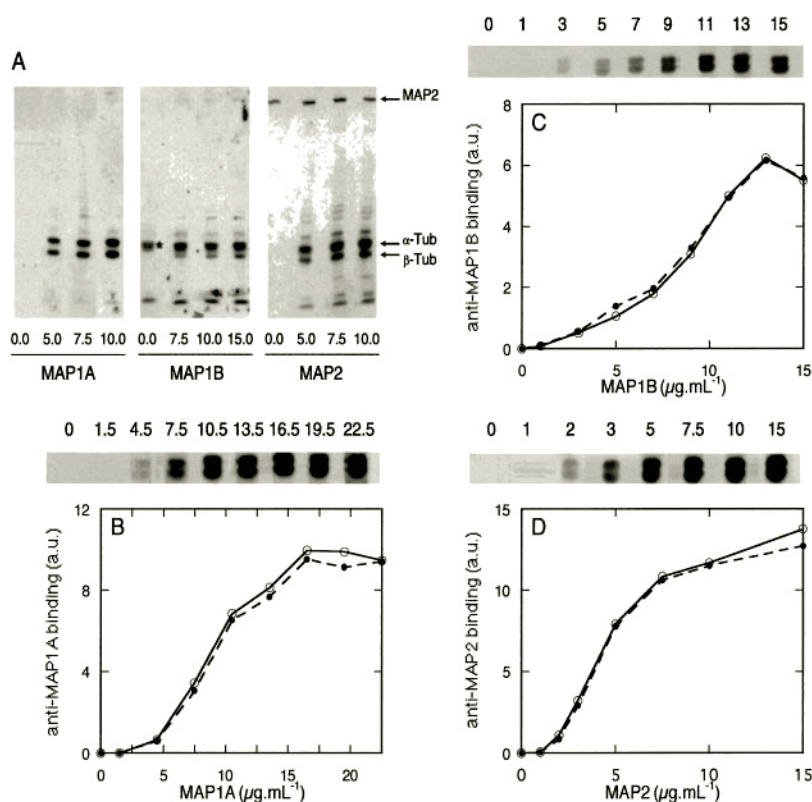 A
MAP2
α-Tub
β-Tub
0.0 5.0 7.5 10.0 0.0 7.5 10.0 15.0 0.0 5.0 7.5 10.0
MAP1A MAP1B MAP2
0 1 3 5 7 9 11 13 15
C
anti-MAP1B binding (a.u.)
8
6
4
2
0
0 5 10 15
MAP1B (µg.mL⁻¹)
0 1.5 4.5 7.5 10.5 13.5 16.5 19.5 22.5
B
anti-MAP1A binding (a.u.)
12
8
4
0
0 5 10 15 20
MAP1A (µg.mL⁻¹)
0 1 2 3 5 7.5 10 15
D
anti-MAP2 binding (a.u.)
15
10
5
0
0 5 10 15
MAP2 (µg.mL⁻¹)